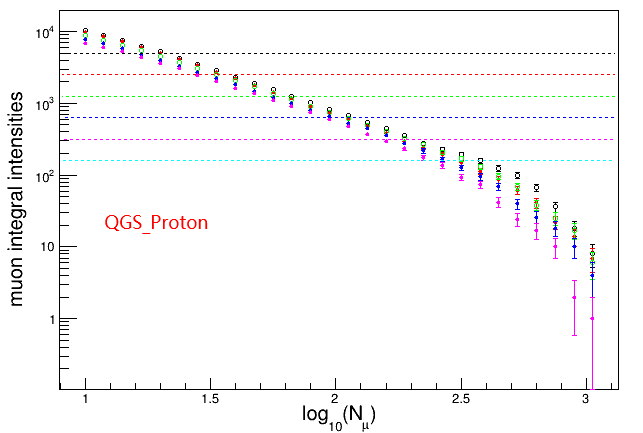 10⁴
10³
10²
10
1
muon integral intensities
QGS_Proton
1 1.5 2 2.5 3
log₁₀(N_μ)